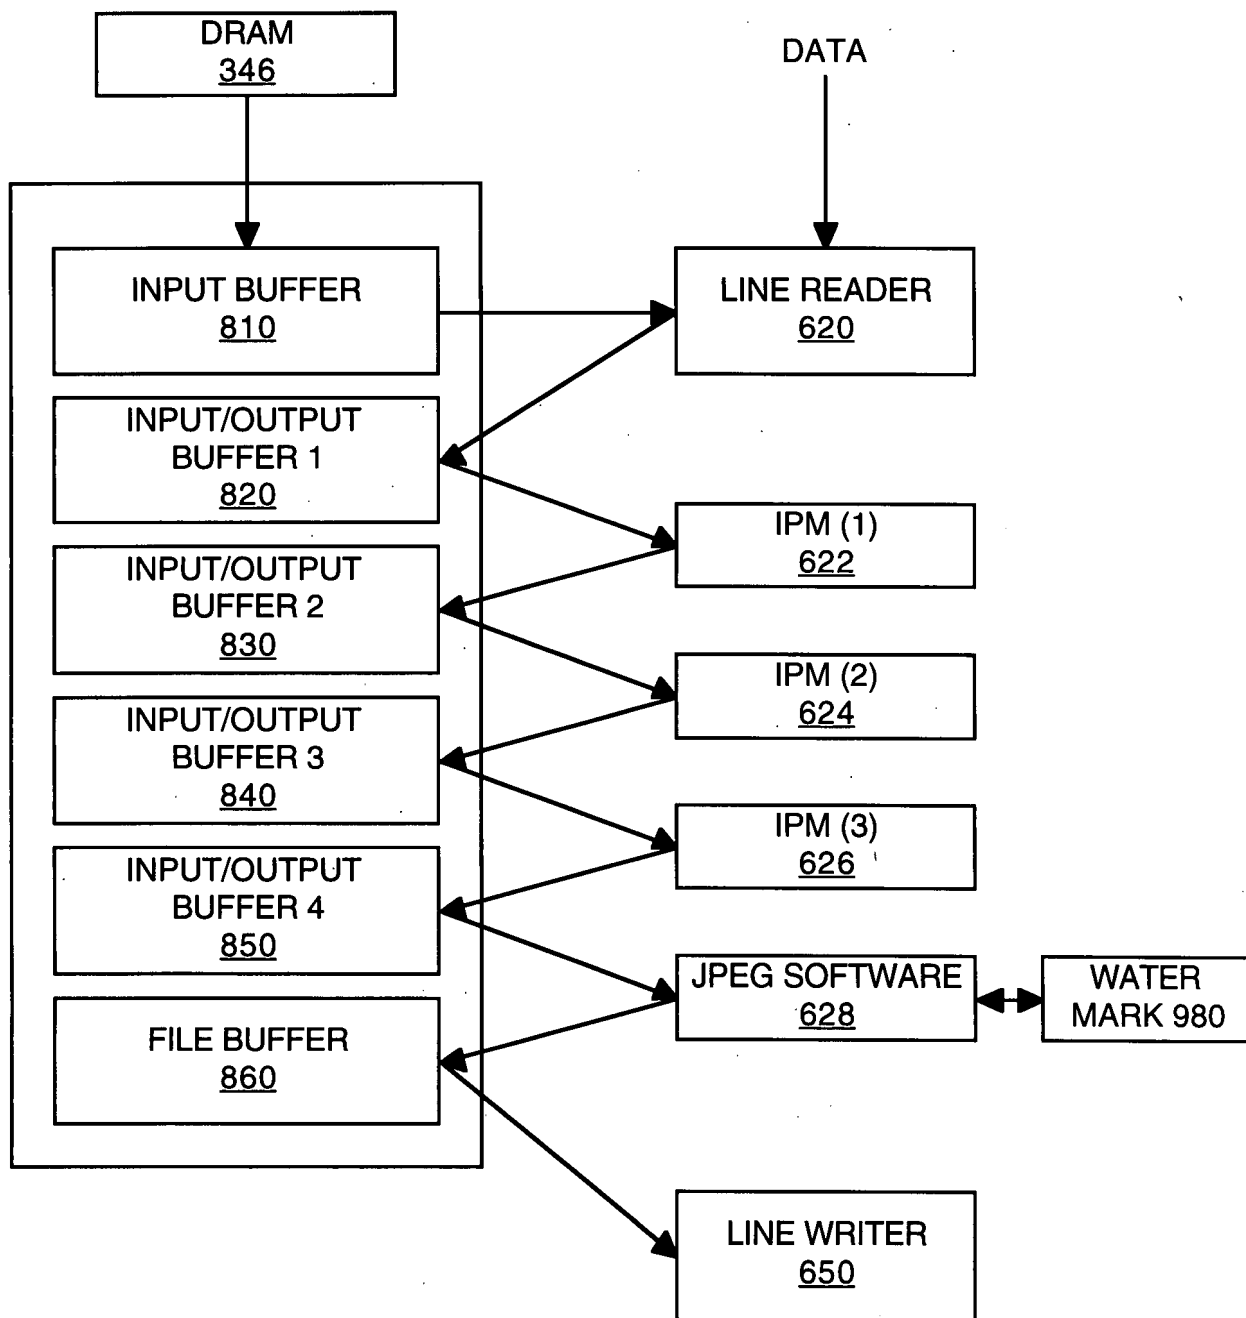 DRAM
346
DATA
INPUT BUFFER
810
LINE READER
620
INPUT/OUTPUT
BUFFER 1
820
IPM (1)
622
INPUT/OUTPUT
BUFFER 2
830
IPM (2)
624
INPUT/OUTPUT
BUFFER 3
840
IPM (3)
626
INPUT/OUTPUT
BUFFER 4
850
JPEG SOFTWARE
628
WATER
MARK 980
FILE BUFFER
860
LINE WRITER
650